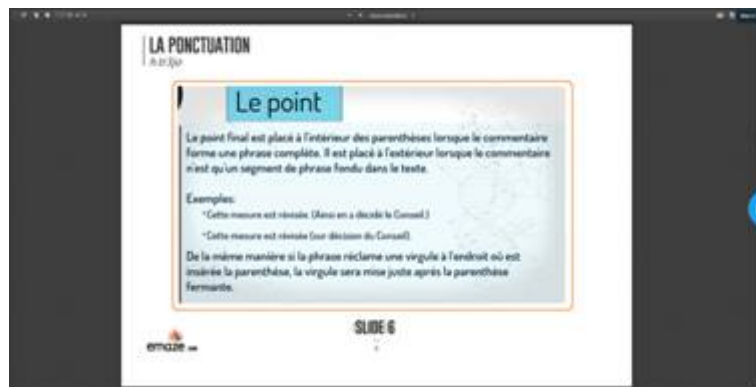 LA PONCTUATION
Le point
Le point final est placé à l'intérieur des parenthèses lorsque le commentaire
forme une phrase complète. Il est placé à l'extérieur lorsque le commentaire
n'est qu'un segment de phrase fondu dans le texte.
Exemples:
*Cette mesure est révisée. (Ainsi en a décidé le Conseil.)
*Cette mesure est révisée (sur décision du Conseil).
De la même manière si la phrase réclame une virgule à l'endroit où est
insérée la parenthèse, la virgule sera mise juste après la parenthèse
fermante.
SLIDE 6
emaze